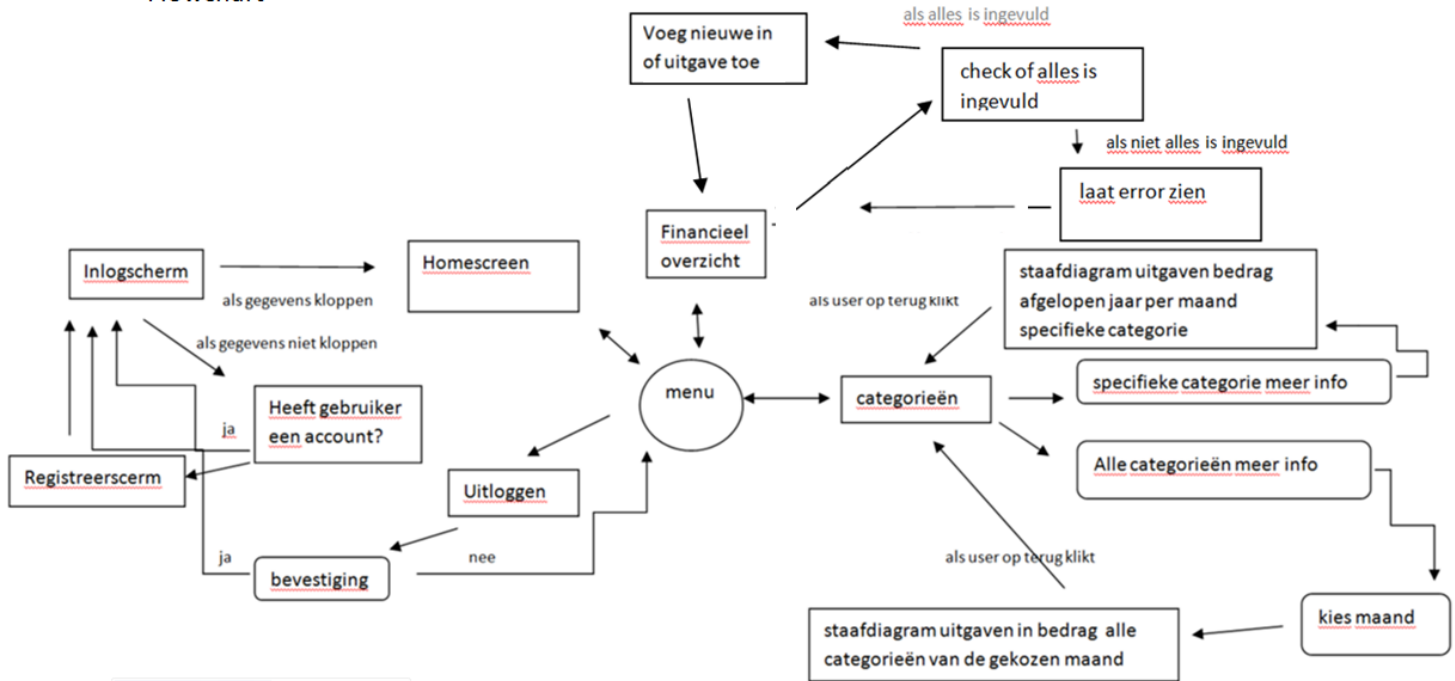 als alles is ingevuld
Voeg nieuwe in
of uitgave toe
check of alles is
ingevuld
als niet alles is ingevuld
laat error zien
Financieel
overzicht
Inlogscherm
Homescreen
als gegevens kloppen
als gegevens niet kloppen
staafdiagram uitgaven bedrag
afgelopen jaar per maand
specifieke categorie
als user op terug klikt
specifieke categorie meer info
menu
categorieën
Heeft gebruiker
een account?
ja
Registreerscerm
Alle categorieën meer info
Uitloggen
ja
bevestiging
nee
als user op terug klikt
kies maand
staafdiagram uitgaven in bedrag alle
categorieën van de gekozen maand